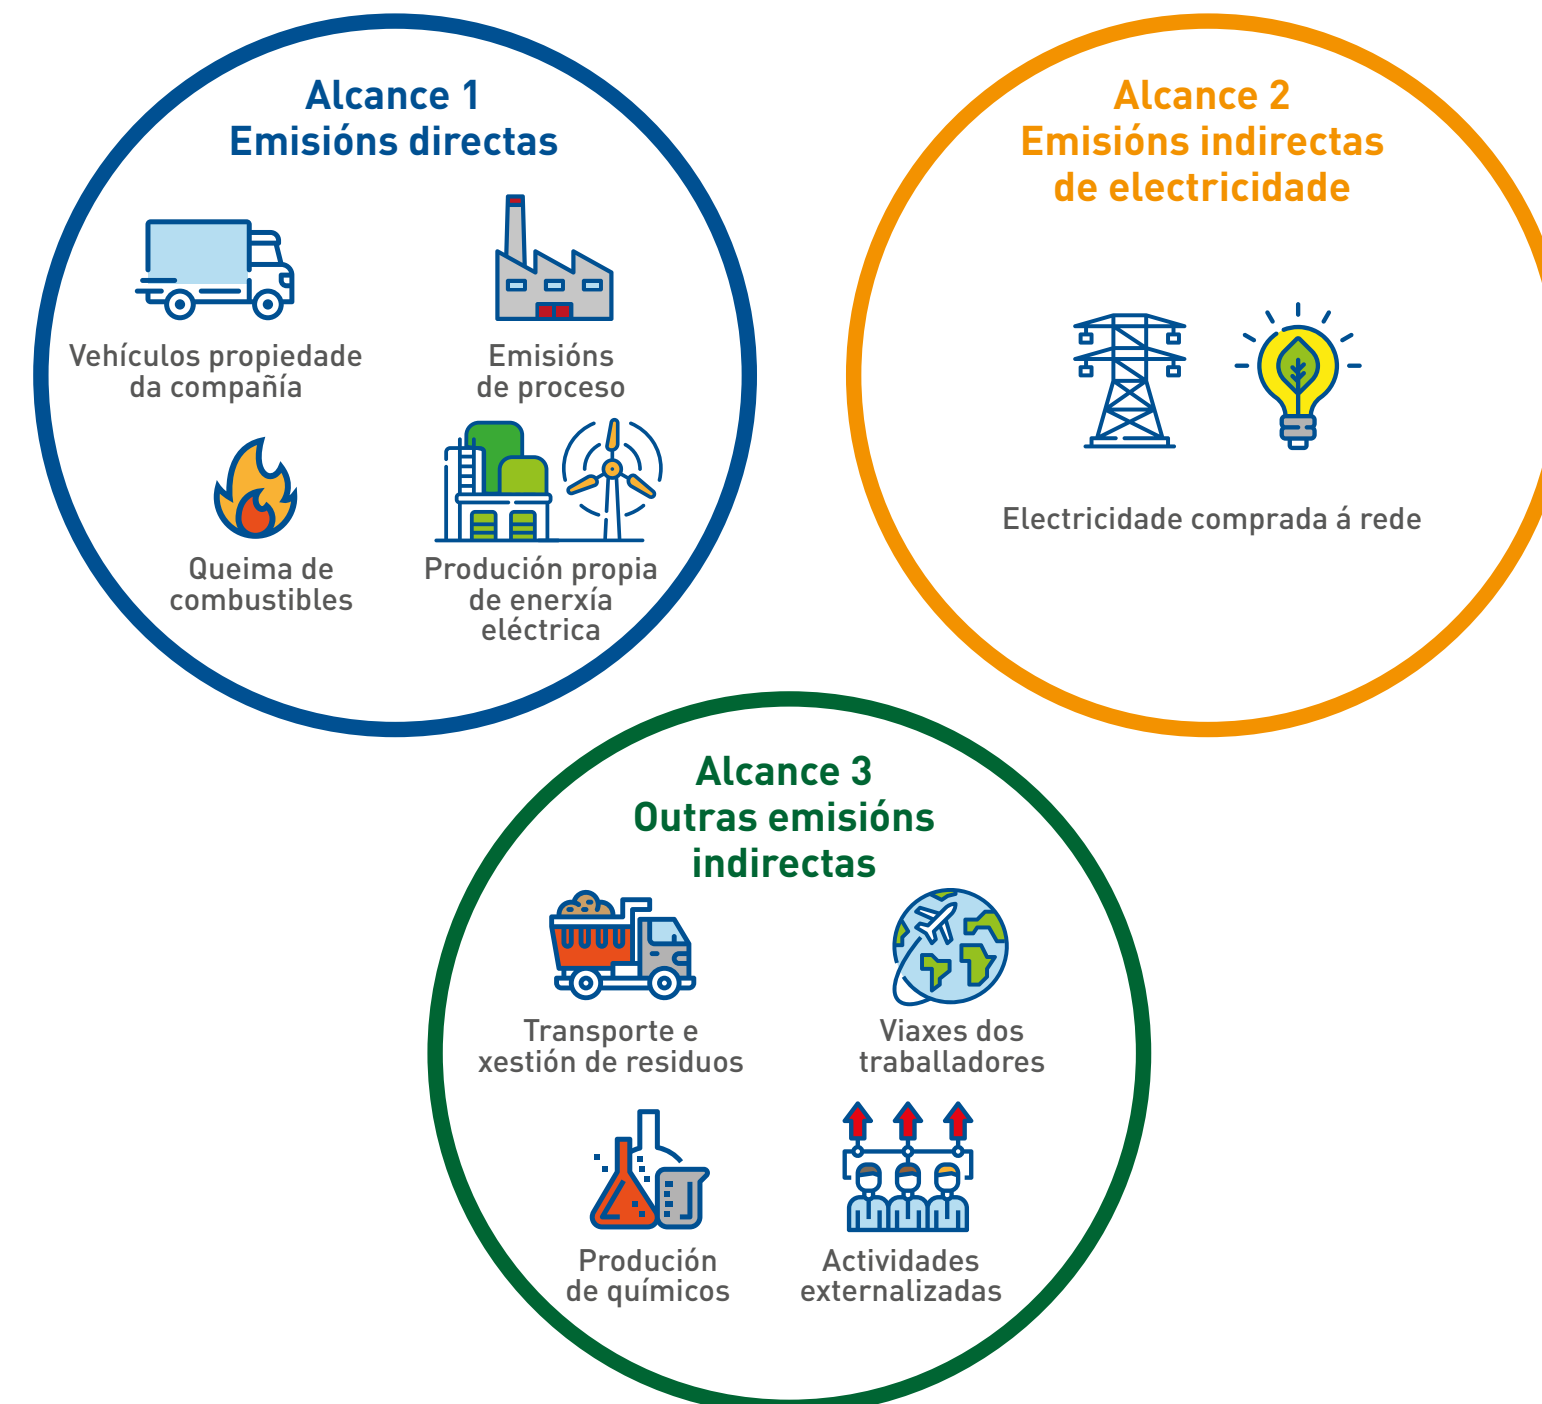 Alcance 1
Emisións directas
Vehículos propiedade
da compañía
Emisións
de proceso
Queima de
combustibles
Produción propia
de enerxía
eléctrica
Alcance 2
Emisións indirectas
de electricidade
Electricidade comprada á rede
Alcance 3
Outras emisións
indirectas
Transporte e
xestión de residuos
Viaxes dos
traballadores
Produción
de químicos
Actividades
externalizadas